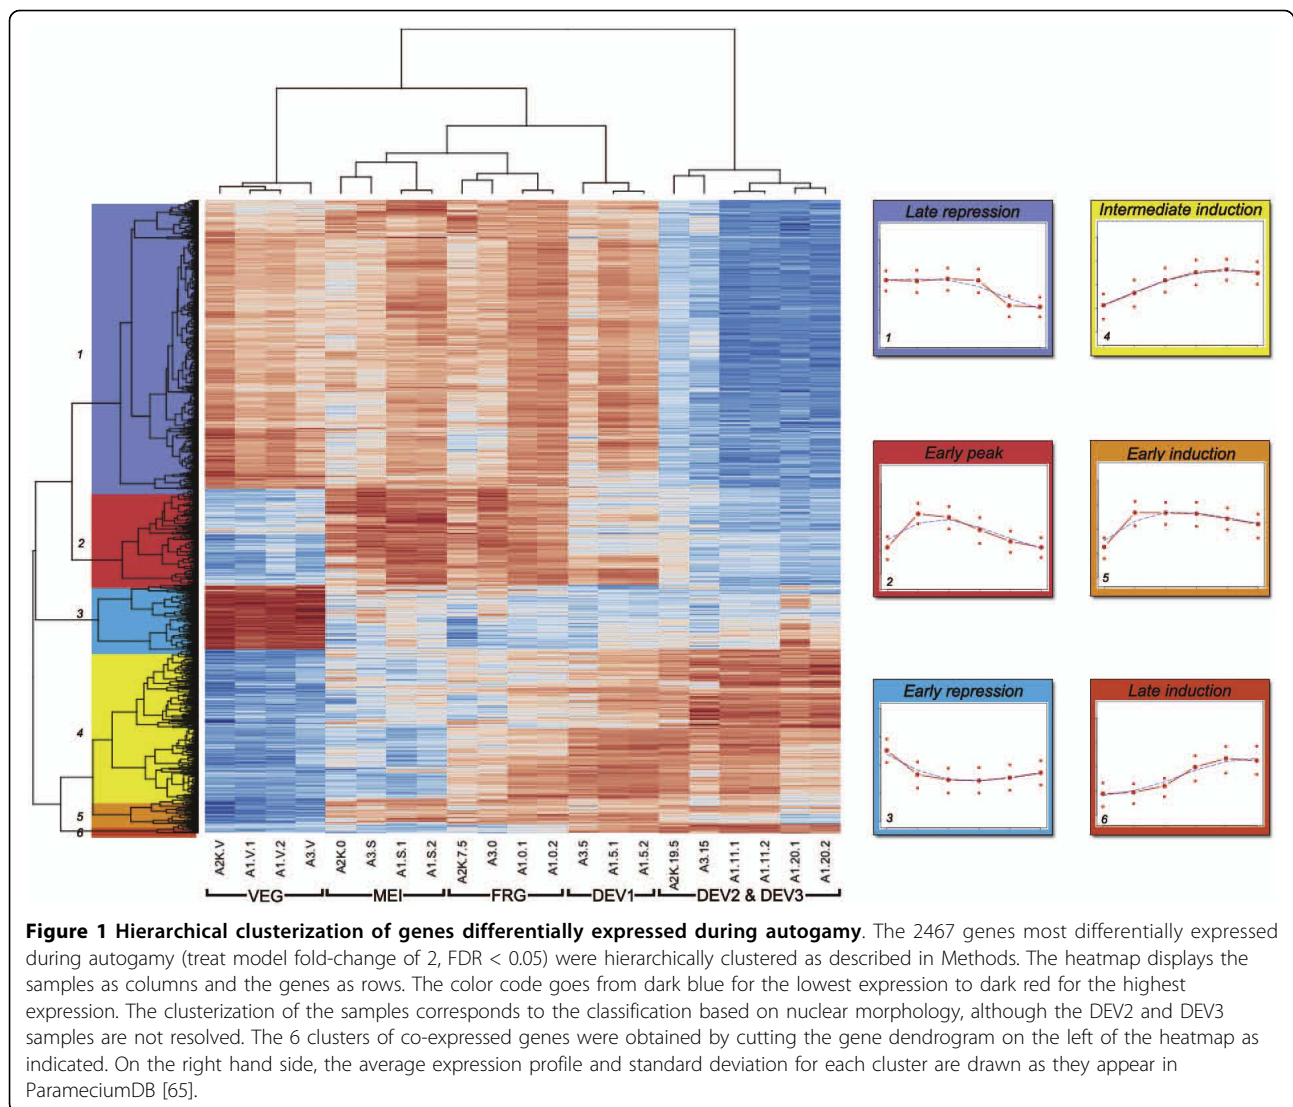 Late repression
1
Intermediate induction
4
Early peak
2
Early induction
5
Early repression
3
Late induction
6
1
2
3
4
5
6
A2K.V
A1.V.1
A1.V.2
A3.V
A2K.0
A3.S
A1.S.1
A1.S.2
A2K.7.5
A3.0
A1.0.1
A1.0.2
A3.5
A1.5.1
A1.5.2
A2K.19.5
A3.15
A1.11.1
A1.11.2
A1.20.1
A1.20.2
VEG
MEI
FRG
DEV1
DEV2 & DEV3
Figure 1 Hierarchical clusterization of genes differentially expressed during autogamy. The 2467 genes most differentially expressed
during autogamy (treat model fold-change of 2, FDR < 0.05) were hierarchically clustered as described in Methods. The heatmap displays the
samples as columns and the genes as rows. The color code goes from dark blue for the lowest expression to dark red for the highest
expression. The clusterization of the samples corresponds to the classification based on nuclear morphology, although the DEV2 and DEV3
samples are not resolved. The 6 clusters of co-expressed genes were obtained by cutting the gene dendrogram on the left of the heatmap as
indicated. On the right hand side, the average expression profile and standard deviation for each cluster are drawn as they appear in
ParameciumDB [65].